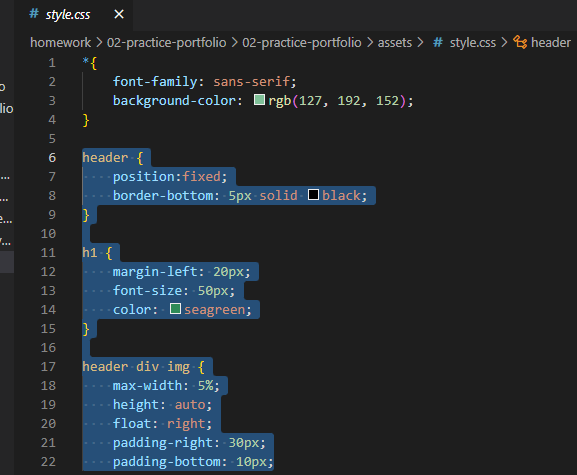 # style.css ×
homework > 02-practice-portfolio > 02-practice-portfolio > assets > # style.css > header
1 *{
2 font-family: sans-serif;
3 background-color: rgb(127, 192, 152);
4 }
5
6 header {
7 position:fixed;
8 border-bottom: 5px solid black;
9 }
10
11 h1 {
12 margin-left: 20px;
13 font-size: 50px;
14 color: seagreen;
15 }
16
17 header div img {
18 max-width: 5%;
19 height: auto;
20 float: right;
21 padding-right: 30px;
22 padding-bottom: 10px;